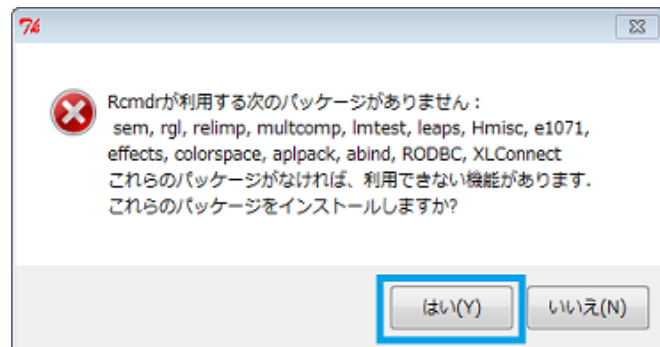 Rcmdrが利用する次のパッケージがありません：
sem, rgl, relimp, multcomp, lmtest, leaps, Hmisc, e1071,
effects, colorspace, aplpack, abind, RODBC, XLConnect
これらのパッケージがなければ、利用できない機能があります.
これらのパッケージをインストールしますか?
はい(Y) いいえ(N)